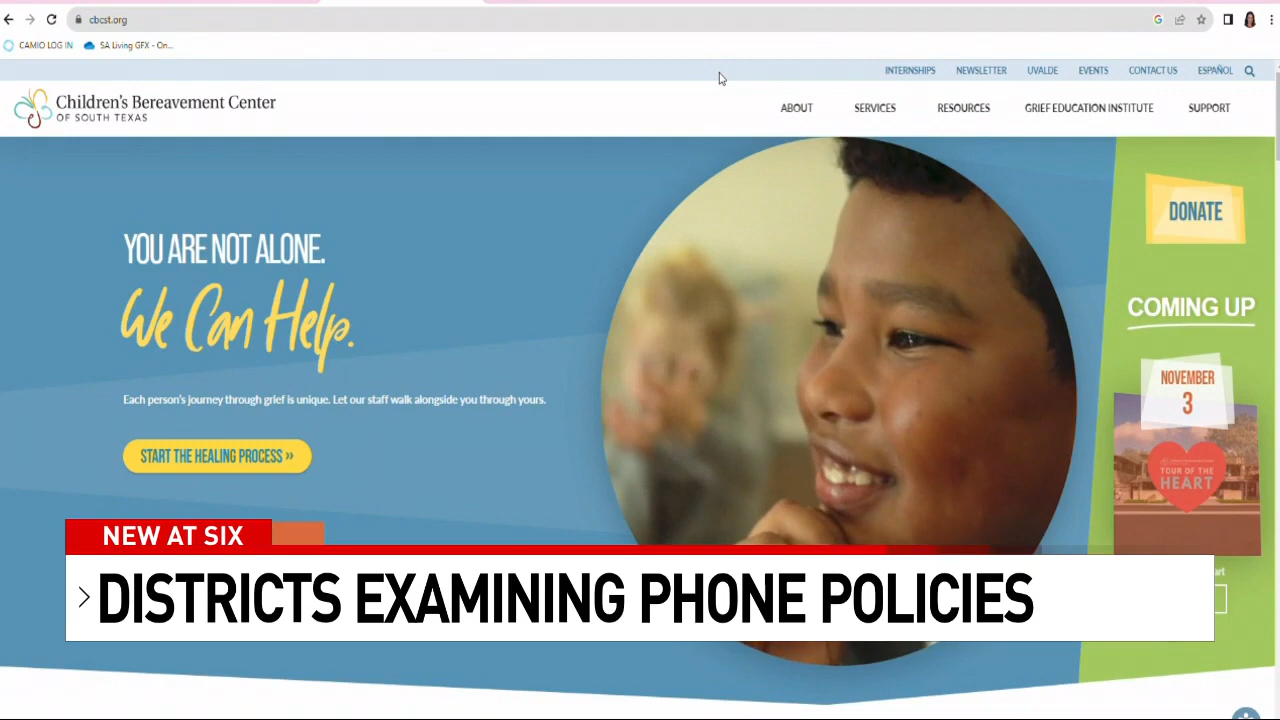 cbcst.org
CAMIO LOG IN
SA Living GFX - On...
INTERNSHIPS
NEWSLETTER
UVALDE
EVENTS
CONTACT US
ESPAÑOL
Children's Bereavement Center
OF SOUTH TEXAS
ABOUT
SERVICES
RESOURCES
GRIEF EDUCATION INSTITUTE
SUPPORT
YOU ARE NOT ALONE.
We Can Help.
Each person's journey through grief is unique. Let our staff walk alongside you through yours.
START THE HEALING PROCESS »
DONATE
COMING UP
NOVEMBER
3
TOUR OF THE
HEART
NEW AT SIX
DISTRICTS EXAMINING PHONE POLICIES